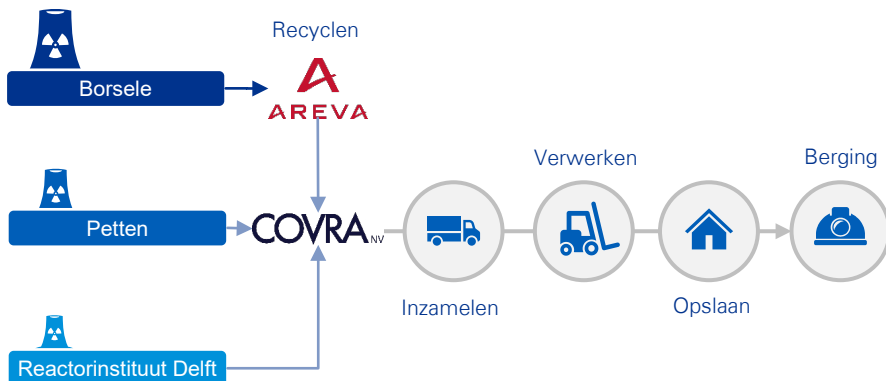 Recyclen
Borsele
AREVA
Verwerken
Berging
Petten
COVRA NV
Inzamelen
Opslaan
Reactorinstituut Delft